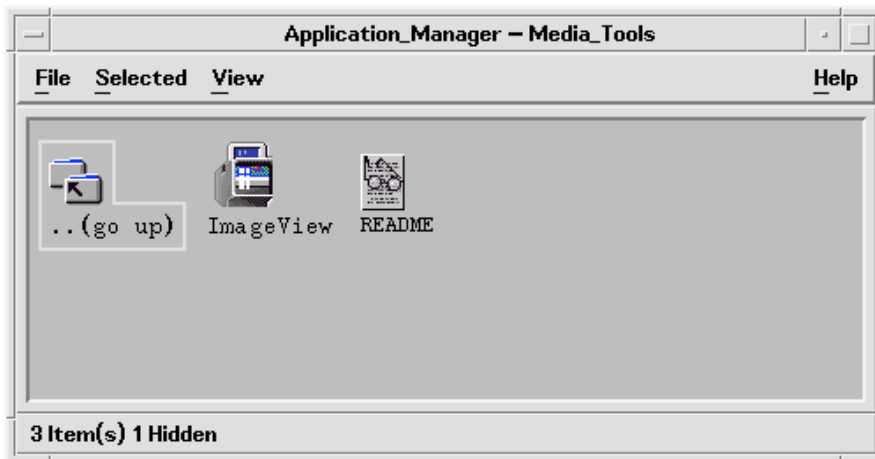 Application_Manager – Media_Tools
File Selected View Help
..(go up) ImageView README
3 Item(s) 1 Hidden